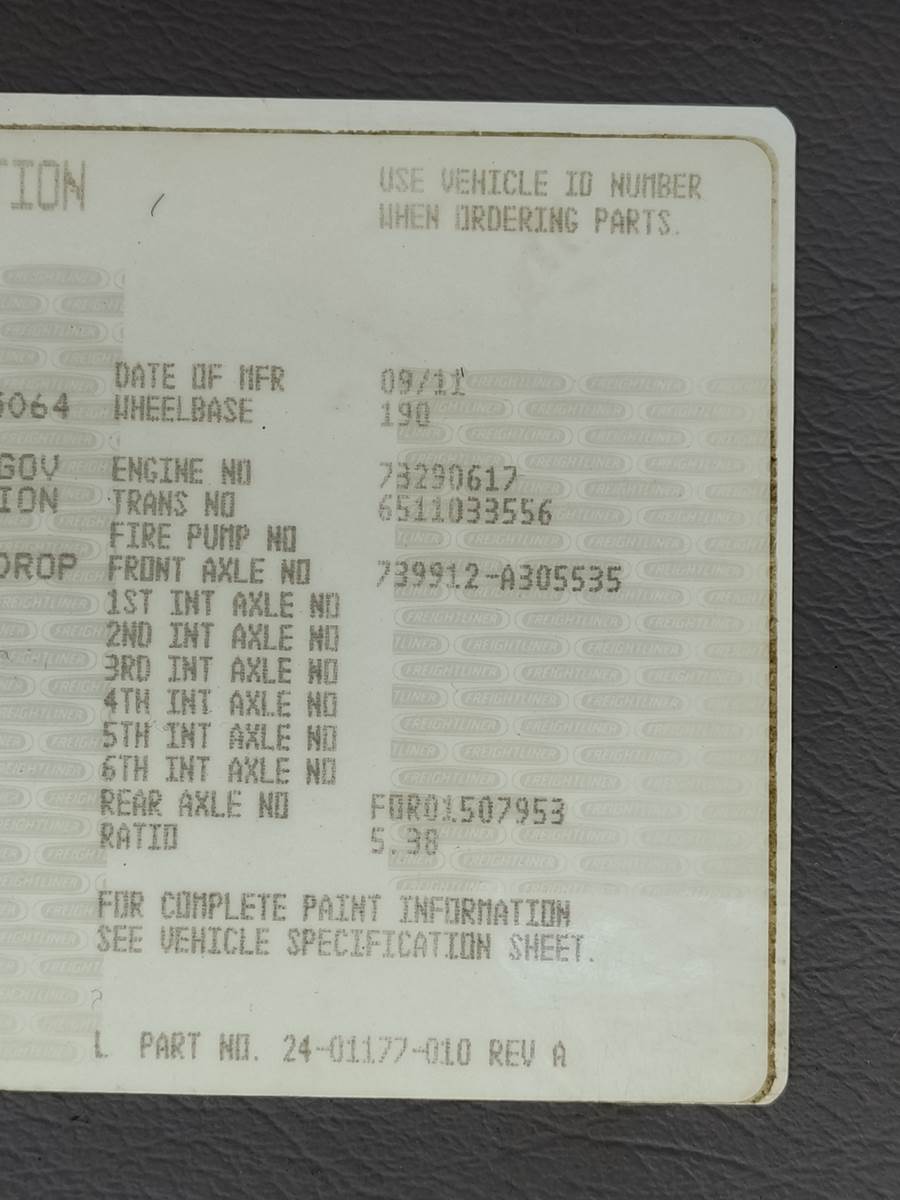 TION
USE VEHICLE ID NUMBER
WHEN ORDERING PARTS.
DATE OF MFR 09/11
5064 WHEELBASE 190
GOV ENGINE NO 73290617
ION TRANS NO 6511033556
FIRE PUMP NO
DROP FRONT AXLE NO 739912-A305535
1ST INT AXLE NO
2ND INT AXLE NO
3RD INT AXLE NO
4TH INT AXLE NO
5TH INT AXLE NO
6TH INT AXLE NO
REAR AXLE NO FOR01507953
RATIO 5.38
FOR COMPLETE PAINT INFORMATION
SEE VEHICLE SPECIFICATION SHEET.
L PART NO. 24-01177-010 REV A